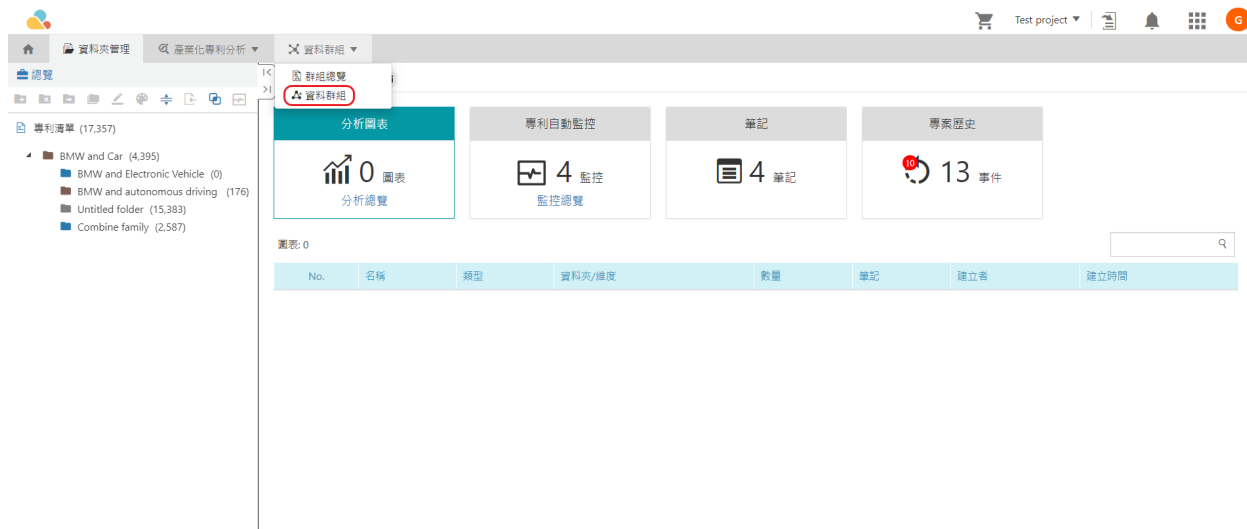 Test project
G
資料夾管理
產業化專利分析
資料群組
總覽
群組總覽
資料群組
專利清單 (17,357)
BMW and Car (4,395)
BMW and Electronic Vehicle (0)
BMW and autonomous driving (176)
Untitled folder (15,383)
Combine family (2,587)
分析圖表
專利自動監控
筆記
專案歷史
0 圖表
4 監控
4 筆記
10
13 事件
分析總覽
監控總覽
圖表: 0
No. 名稱 類型 資料夾/維度 數量 筆記 建立者 建立時間